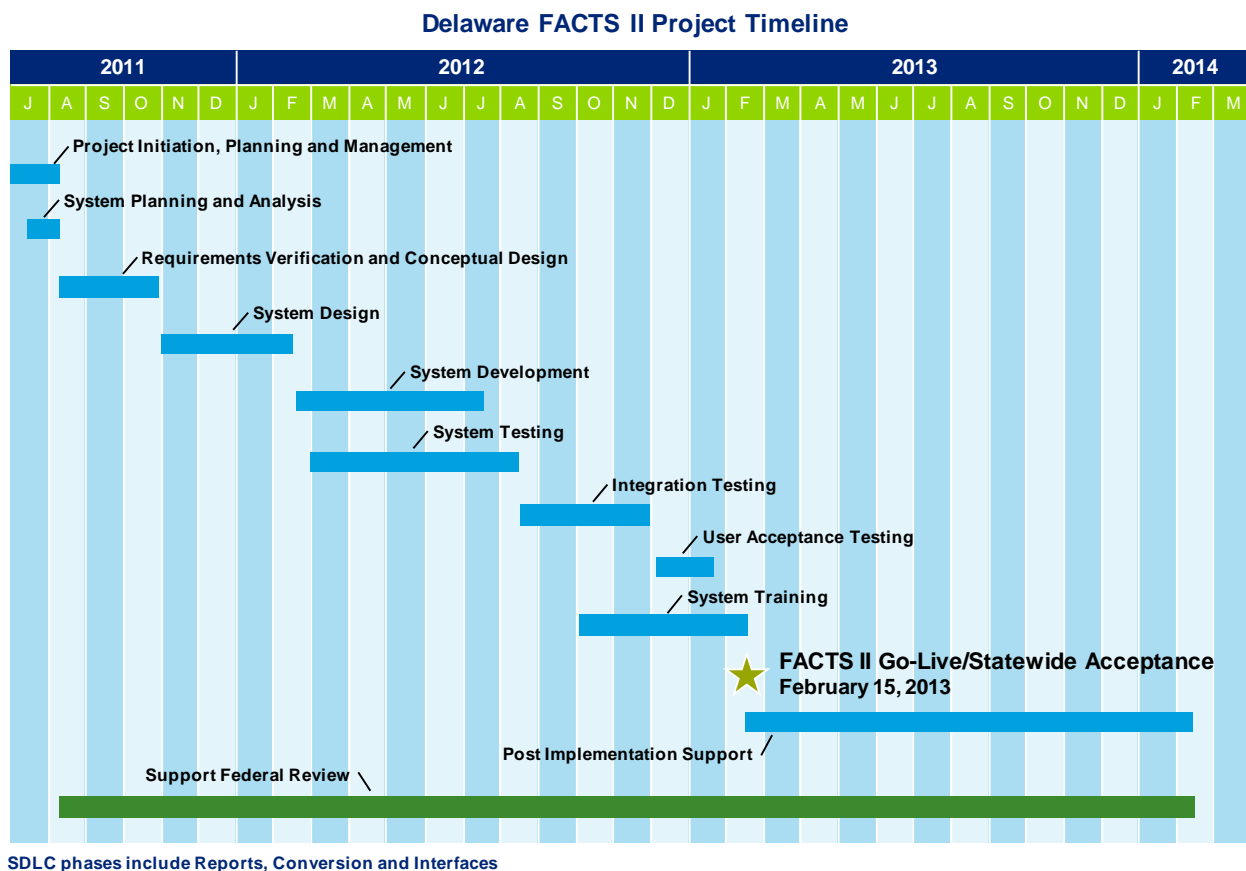 Delaware FACTS II Project Timeline
2011 2012 2013 2014
J A S O N D J F M A M J J A O N D J F M A M J J A S O N D J F M
Project Initiation, Planning and Management
System Planning and Analysis
Requirements Verification and Conceptual Design
System Design
System Development
System Testing
Integration Testing
User Acceptance Testing
System Training
FACTS II Go-Live/Statewide Acceptance
February 15, 2013
Post Implementation Support
Support Federal Review
SDLC phases include Reports, Conversion and Interfaces